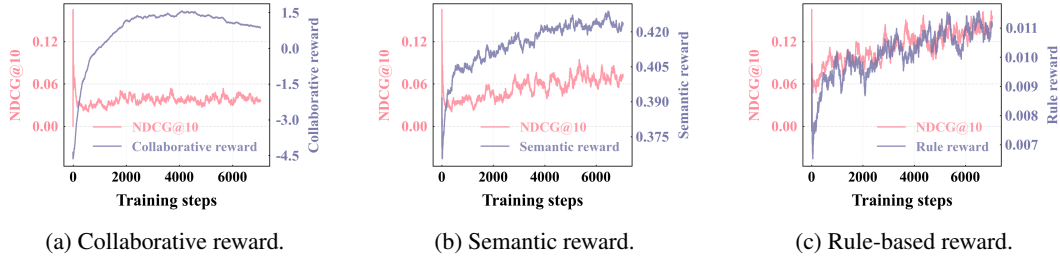 NDCG@10
0.12
0.06
0.00
1.5
0.0
-1.5
-3.0
-4.5
Collaborative reward
NDCG@10
Collaborative reward
0 2000 4000 6000
Training steps
(a) Collaborative reward.
NDCG@10
0.12
0.06
0.00
0.420
0.405
0.390
0.375
Semantic reward
NDCG@10
Semantic reward
0 2000 4000 6000
Training steps
(b) Semantic reward.
NDCG@10
0.12
0.06
0.00
0.011
0.010
0.009
0.008
0.007
Rule reward
NDCG@10
Rule reward
0 2000 4000 6000
Training steps
(c) Rule-based reward.